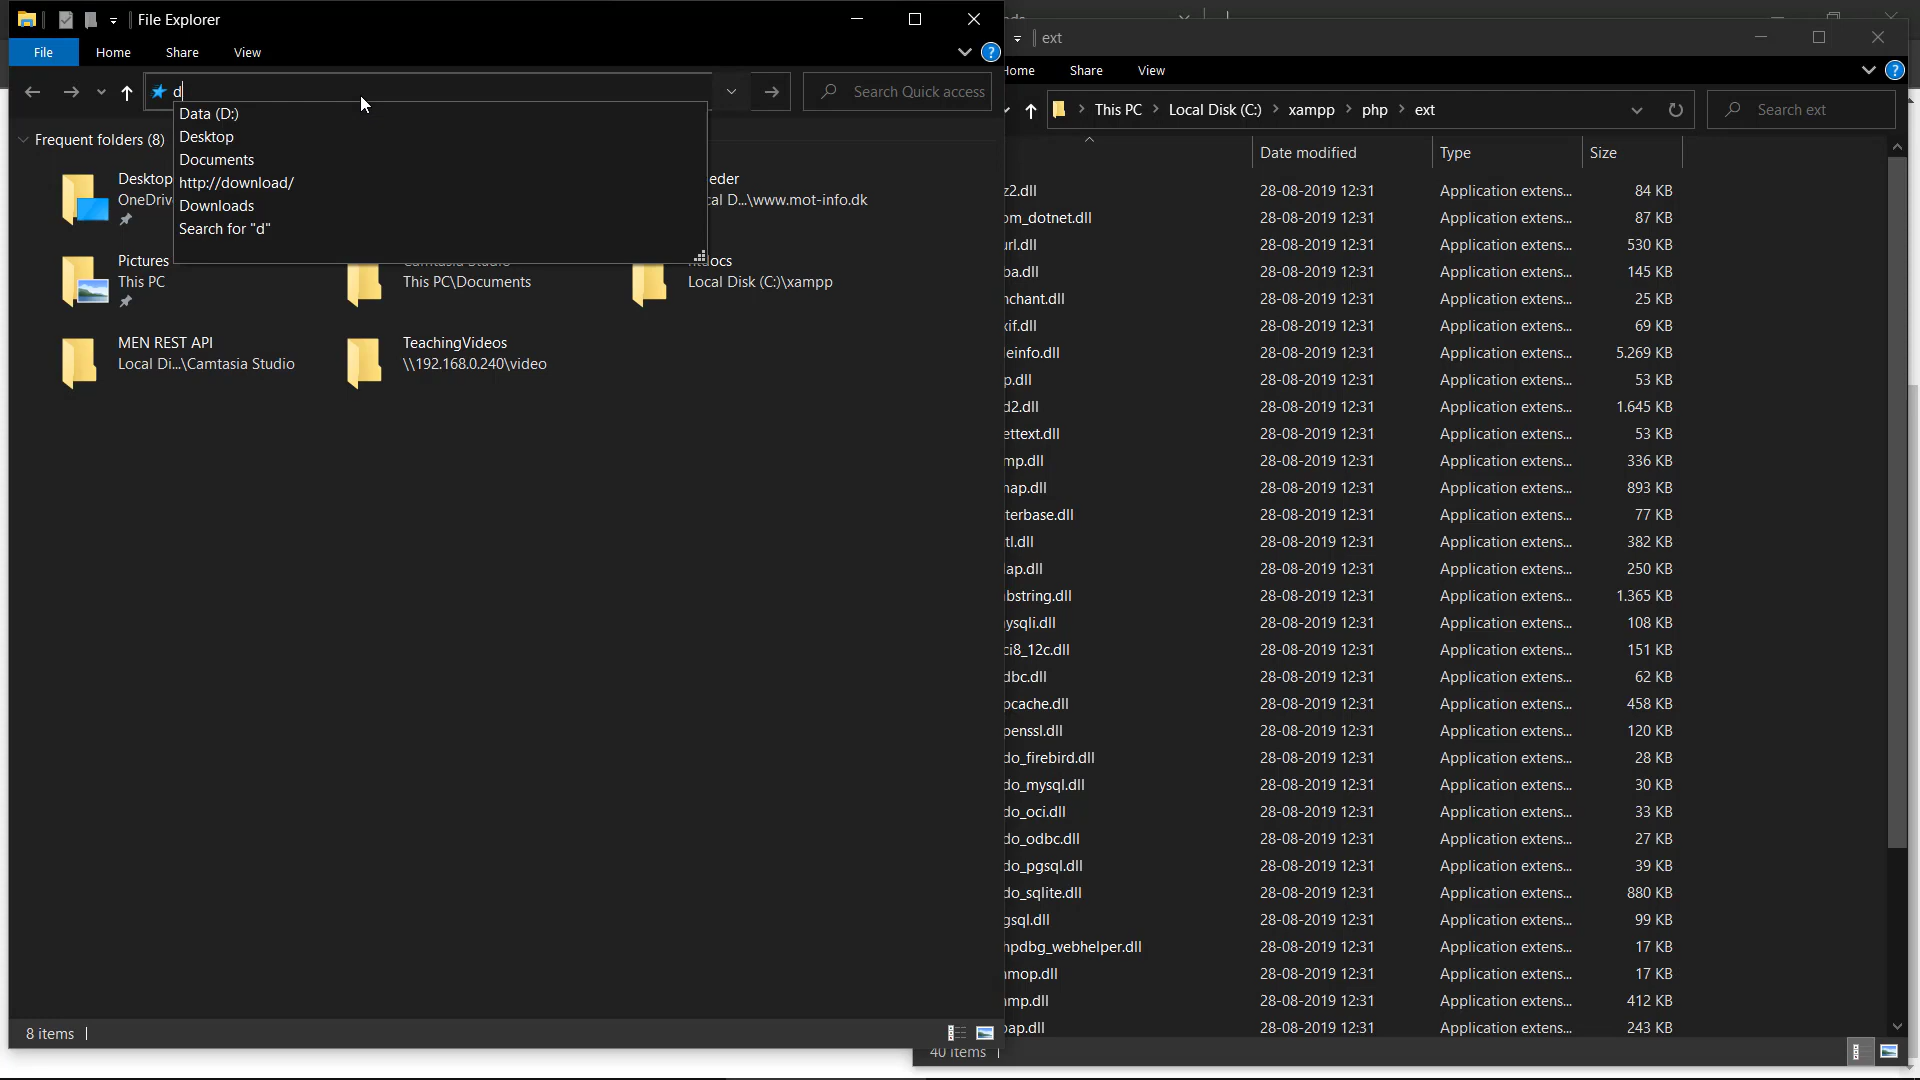 File Explorer
File Home Share View
d
Search Quick access
Data (D:)
Desktop
Documents
http://download/
Downloads
Search for "d"
Frequent folders (8)
Desktop
Pictures
This PC
This PC\Documents
Local Disk (C:)\xampp
MEN REST API
Local Di...\Camtasia Studio
TeachingVideos
\\192.168.0.240\video
eder
cal D...\www.mot-info.dk
8 items
ext
ome Share View
This PC Local Disk (C:) xampp php ext
Search ext
Date modified Type Size
z2.dll 28-08-2019 12:31 Application extens... 84 KB
om_dotnet.dll 28-08-2019 12:31 Application extens... 87 KB
url.dll 28-08-2019 12:31 Application extens... 530 KB
ba.dll 28-08-2019 12:31 Application extens... 145 KB
nchant.dll 28-08-2019 12:31 Application extens... 25 KB
xif.dll 28-08-2019 12:31 Application extens... 69 KB
leinfo.dll 28-08-2019 12:31 Application extens... 5.269 KB
p.dll 28-08-2019 12:31 Application extens... 53 KB
d2.dll 28-08-2019 12:31 Application extens... 1.645 KB
ettext.dll 28-08-2019 12:31 Application extens... 53 KB
mp.dll 28-08-2019 12:31 Application extens... 336 KB
nap.dll 28-08-2019 12:31 Application extens... 893 KB
terbase.dll 28-08-2019 12:31 Application extens... 77 KB
tl.dll 28-08-2019 12:31 Application extens... 382 KB
lap.dll 28-08-2019 12:31 Application extens... 250 KB
bstring.dll 28-08-2019 12:31 Application extens... 1.365 KB
ysqli.dll 28-08-2019 12:31 Application extens... 108 KB
ci8_12c.dll 28-08-2019 12:31 Application extens... 151 KB
dbc.dll 28-08-2019 12:31 Application extens... 62 KB
pcache.dll 28-08-2019 12:31 Application extens... 458 KB
penssl.dll 28-08-2019 12:31 Application extens... 120 KB
do_firebird.dll 28-08-2019 12:31 Application extens... 28 KB
do_mysql.dll 28-08-2019 12:31 Application extens... 30 KB
do_oci.dll 28-08-2019 12:31 Application extens... 33 KB
do_odbc.dll 28-08-2019 12:31 Application extens... 27 KB
do_pgsql.dll 28-08-2019 12:31 Application extens... 39 KB
do_sqlite.dll 28-08-2019 12:31 Application extens... 880 KB
gsql.dll 28-08-2019 12:31 Application extens... 99 KB
hpdbg_webhelper.dll 28-08-2019 12:31 Application extens... 17 KB
nmop.dll 28-08-2019 12:31 Application extens... 17 KB
nmp.dll 28-08-2019 12:31 Application extens... 412 KB
oap.dll 28-08-2019 12:31 Application extens... 243 KB
40 items